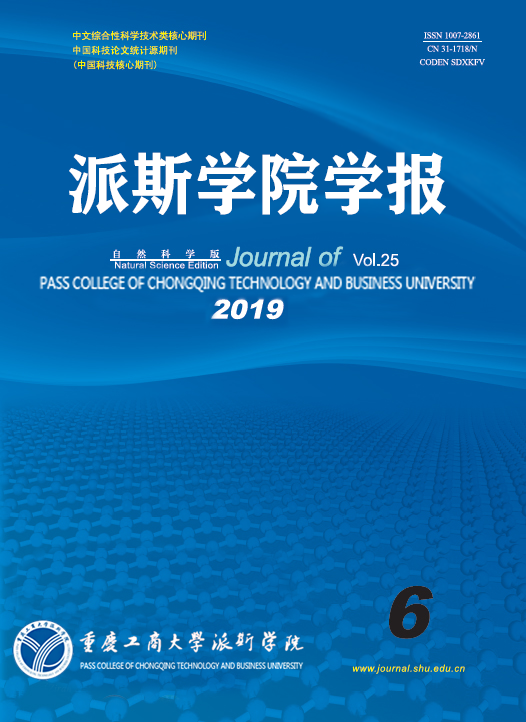 中文综合性科学技术类核心期刊
中国科技论文统计源期刊
(中国科技核心期刊)
ISSN 1007-2861
CN 31-1718/N
CODEN SDXKFV
派斯学院学报
自然科学版
Natural Science Edition
Journal of Vol.25
PASS COLLEGE OF CHONGQING TECHNOLOGY AND BUSINESS UNIVERSITY
2019
6
重慶工商大學派斯学院
PASS COLLEGE OF CHONGQING TECHNOLOGY AND BUSINESS UNIVERSITY
www.journal.shu.edu.cn